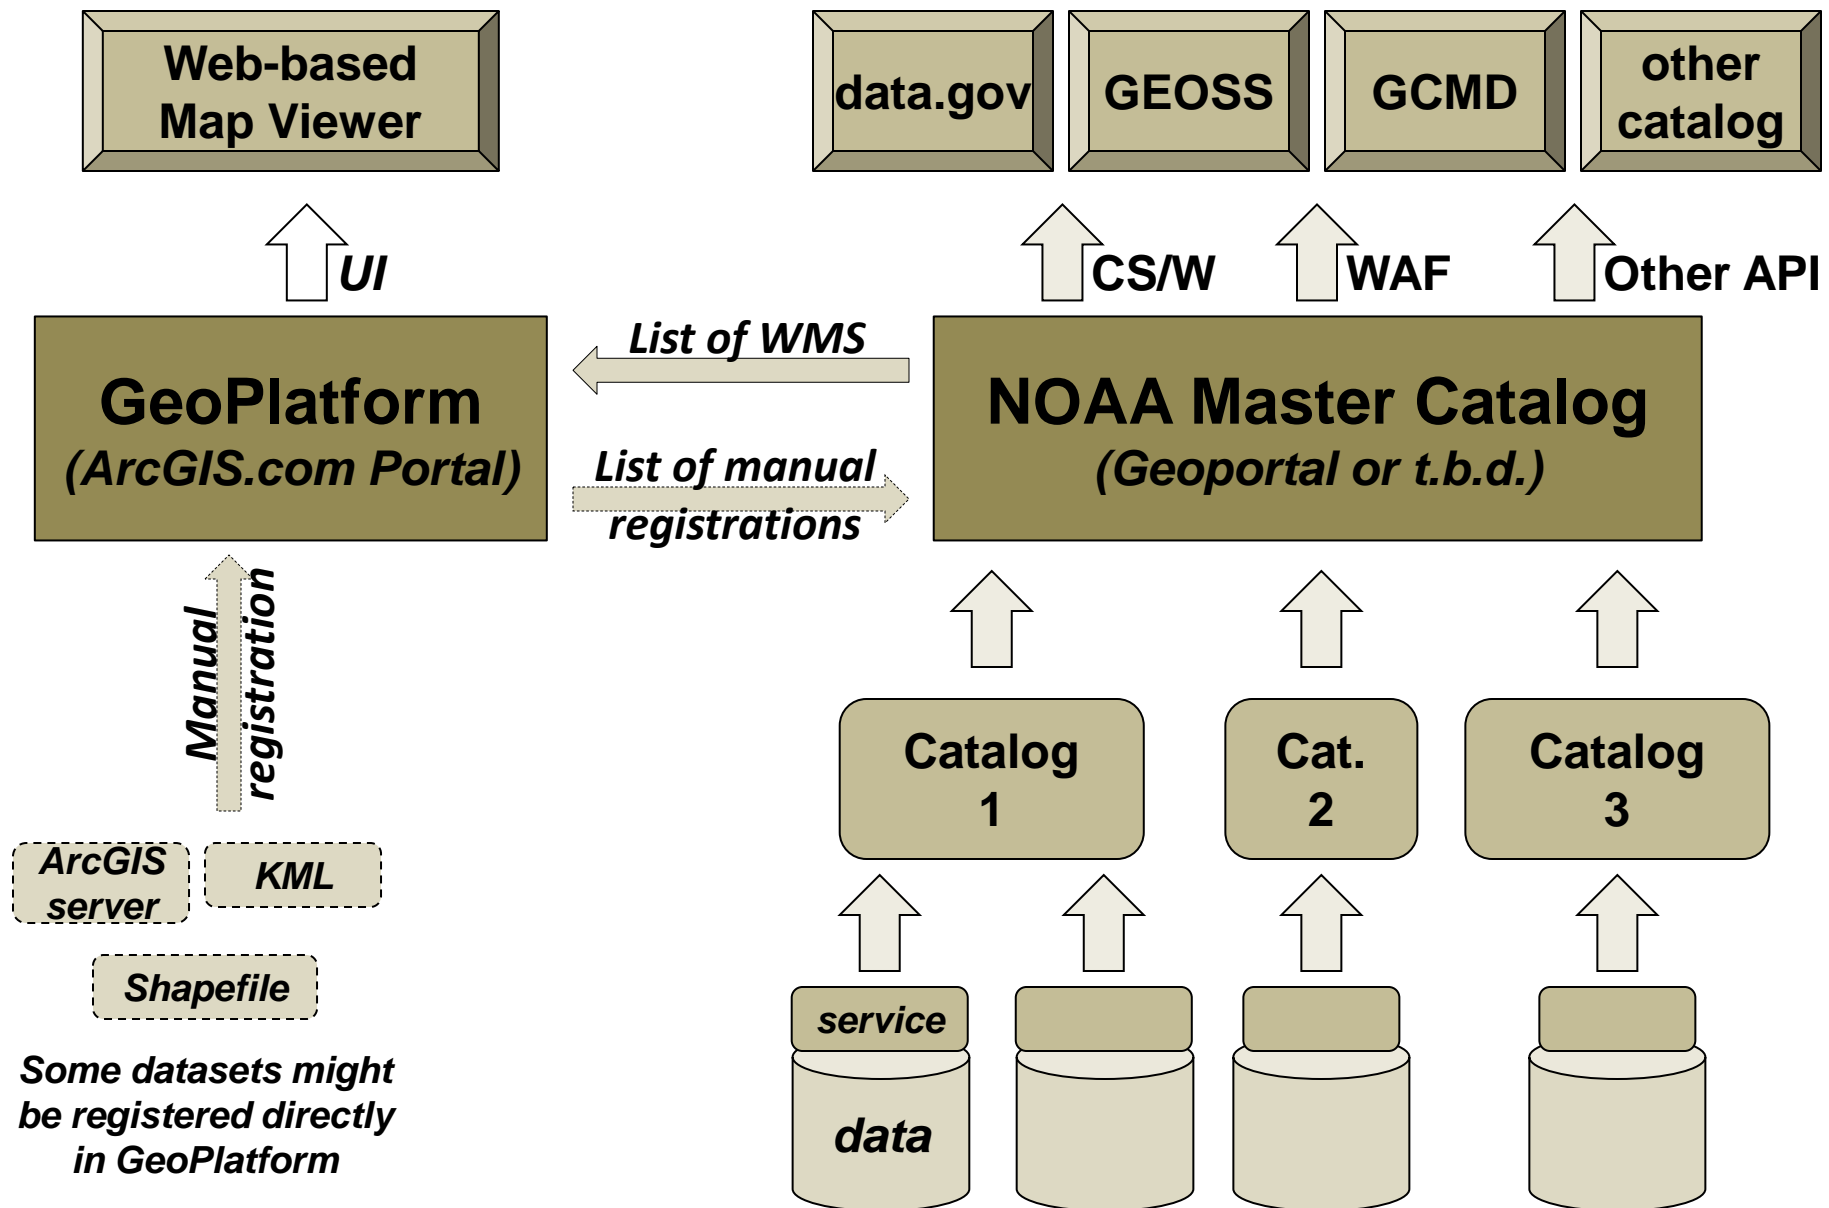 Web-based
Map Viewer
data.gov
GEOSS
GCMD
other
catalog
UI
CS/W
WAF
Other API
GeoPlatform
(ArcGIS.com Portal)
List of WMS
List of manual
registrations
NOAA Master Catalog
(Geoportal or t.b.d.)
Manual
registration
Catalog
1
Cat.
2
Catalog
3
ArcGIS
server
KML
Shapefile
Some datasets might
be registered directly
in GeoPlatform
service
data